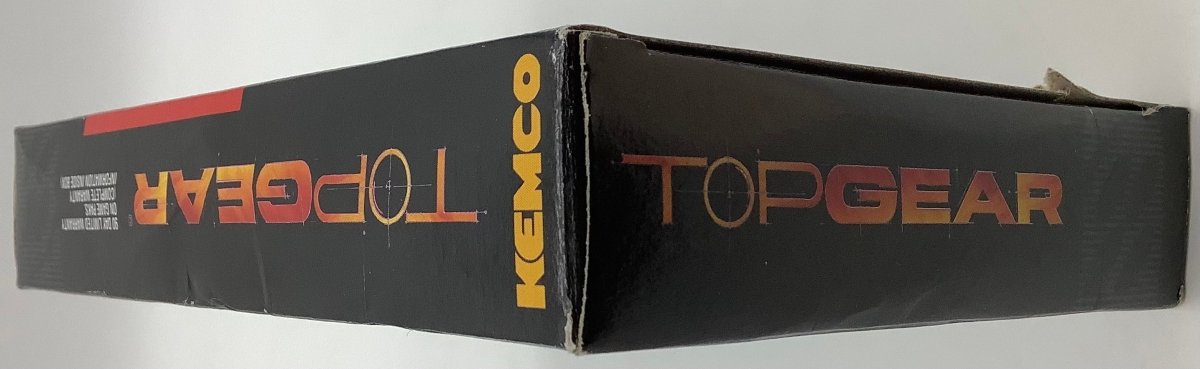 KEMCO
TOPGEAR
TOPGEAR
90 DAY LIMITED WARRANTY
ON GAME PAKS.
COMPLETE WARRANTY
INFORMATION INSIDE BOX!